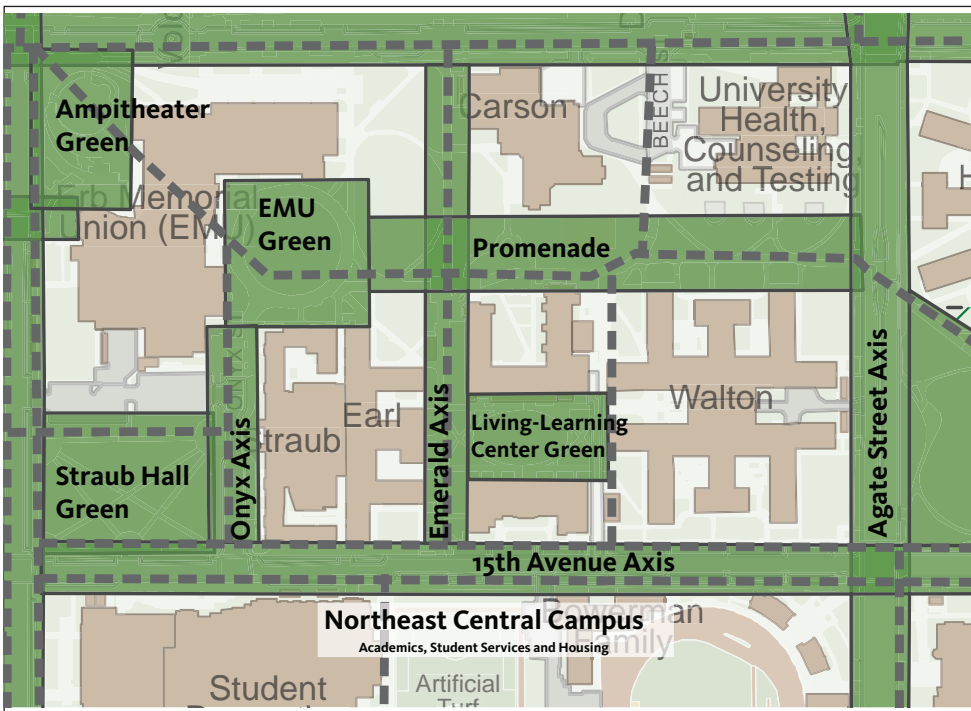 Carson
BEECH
University
Health,
Counseling,
and Testing
Ampitheater
Green
Erb Memorial
Union (EMU)
EMU
Green
Promenade
H
Onyx Axis
Straub
Earl
Emerald Axis
Living-Learning
Center Green
Walton
Agate Street Axis
Straub Hall
Green
15th Avenue Axis
Northeast Central Campus
Academics, Student Services and Housing
Bowerman
Family
Student
Artificial
Turf